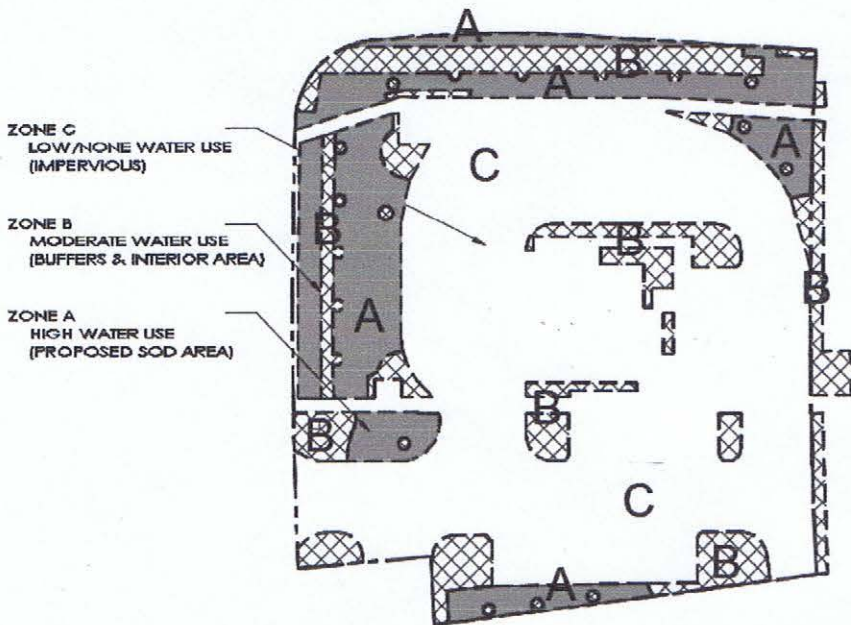 A
B
A
ZONE C
LOW/NONE WATER USE
(IMPERVIOUS)
A
C
ZONE B
MODERATE WATER USE
(BUFFERS & INTERIOR AREA)
B
B
B
ZONE A
HIGH WATER USE
(PROPOSED SOD AREA)
A
B
B
C
B
A